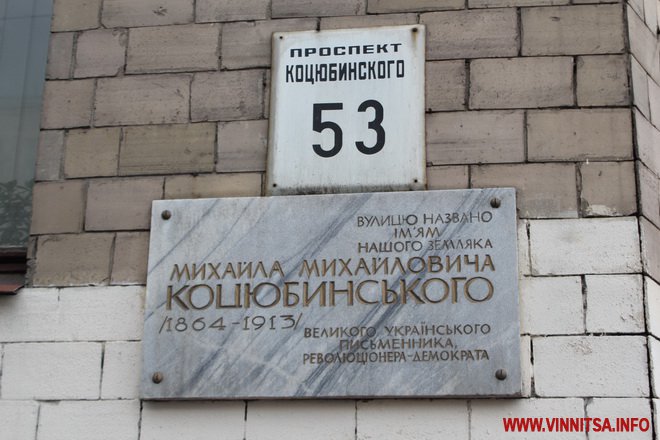 ПРОСПЕКТ
КОЦЮБИНСКОГО
53
ВУЛИЦЮ НАЗВАНО
ІМ'ЯМ
НАШОГО ЗЕМЛЯКА
МИХАЙЛА МИХАЙЛОВИЧА
КОЦЮБИНСЬКОГО
/1864-1913/
ВЕЛИКОГО УКРАЇНСЬКОГО
ПИСЬМЕННИКА,
РЕВОЛЮЦІОНЕРА-ДЕМОКРАТА
WWW.VINNITSA.INFO